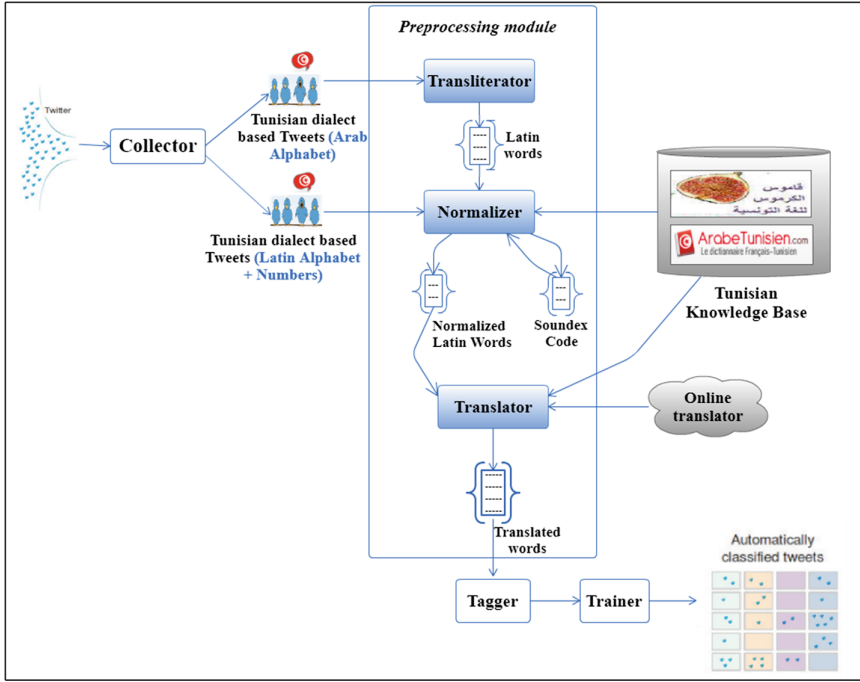 Preprocessing module
Twitter
Collector
Tunisian dialect
based Tweets (Arab
Alphabet)
Tunisian dialect based
Tweets (Latin Alphabet
+ Numbers)
Transliterator
Latin
words
Normalizer
Normalized
Latin Words
Soundex
Code
قاموس
الكرموس
للغة التونسية
ArabeTunisien.com
Le dictionnaire Français-Tunisien
Tunisian
Knowledge Base
Translator
Online
translator
Translated
words
Tagger
Trainer
Automatically
classified tweets